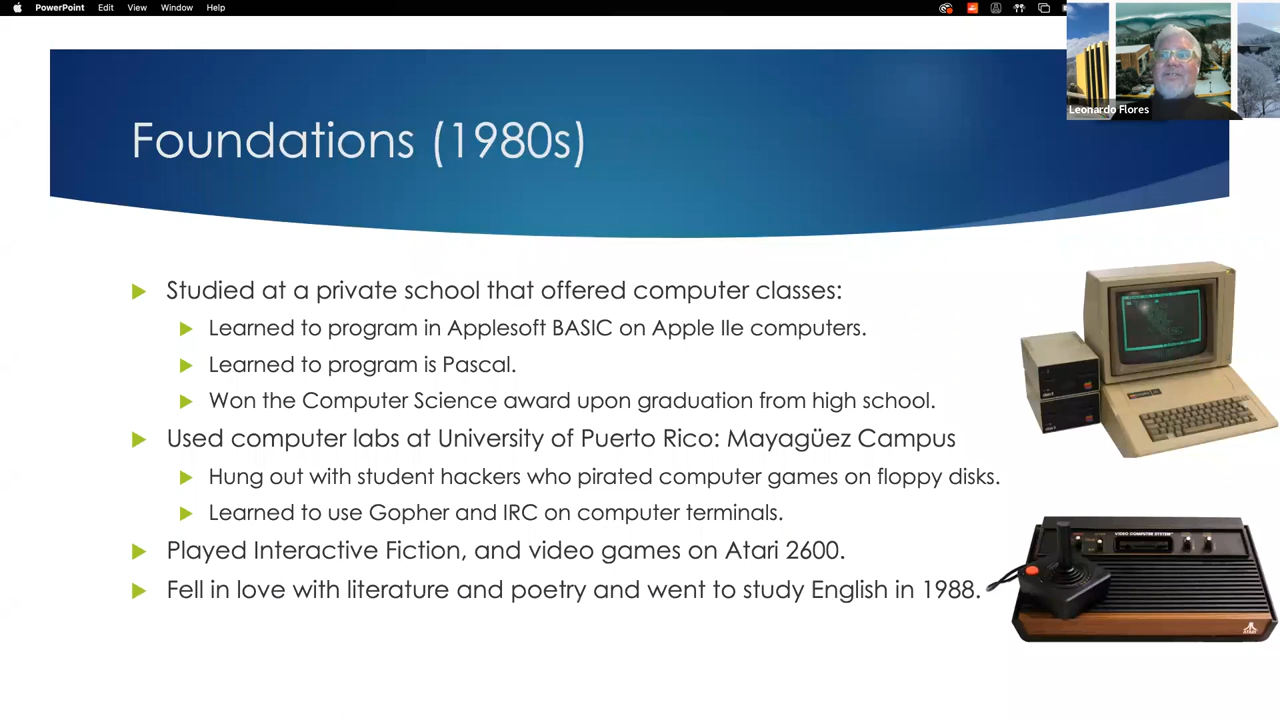 PowerPoint Edit View Window Help
Leonardo Flores
Foundations (1980s)
Studied at a private school that offered computer classes:
Learned to program in Applesoft BASIC on Apple IIe computers.
Learned to program is Pascal.
Won the Computer Science award upon graduation from high school.
Used computer labs at University of Puerto Rico: Mayagüez Campus
Hung out with student hackers who pirated computer games on floppy disks.
Learned to use Gopher and IRC on computer terminals.
Played Interactive Fiction, and video games on Atari 2600.
Fell in love with literature and poetry and went to study English in 1988.
VIDEO COMPUTER SYSTEM
ATARI